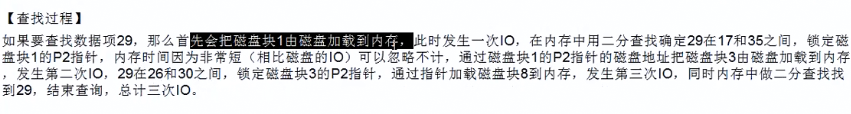 【查找过程】
如果要查找数据项29，那么首先会把磁盘块1由磁盘加载到内存，此时发生一次IO，在内存中用二分查找确定29在17和35之间，锁定磁
盘块1的P2指针，内存时间因为非常短（相比磁盘的IO）可以忽略不计，通过磁盘块1的P2指针的磁盘地址把磁盘块3由磁盘加载到内存
，发生第二次IO，29在26和30之间，锁定磁盘块3的P2指针，通过指针加载磁盘块8到内存，发生第三次IO，同时内存中做二分查找找
到29，结束查询，总计三次IO。